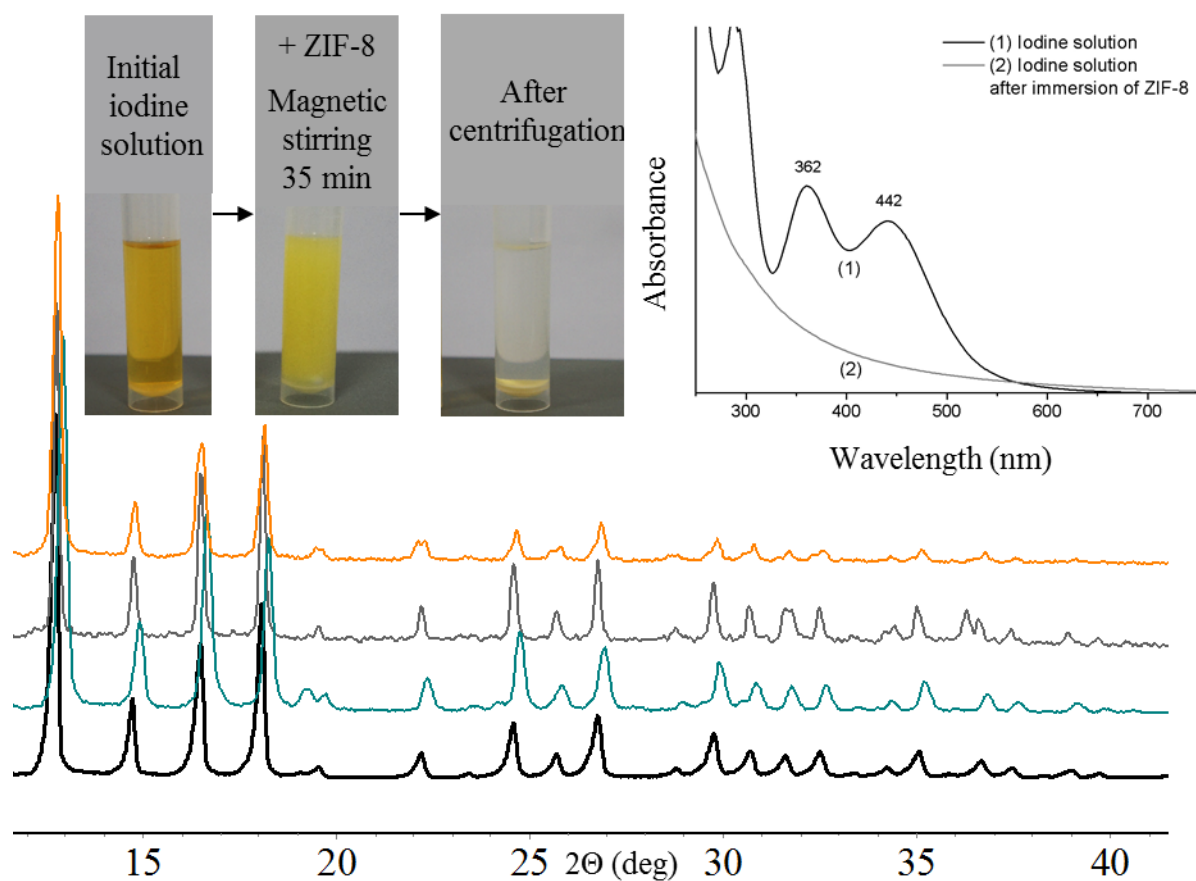 Initial
iodine
solution
+ ZIF-8
Magnetic
stirring
35 min
After
centrifugation
(1) Iodine solution
(2) Iodine solution
after immersion of ZIF-8
362
442
(1)
(2)
Absorbance
300 400 500 600 700
Wavelength (nm)
15 20 25 30 35 40
2Θ (deg)